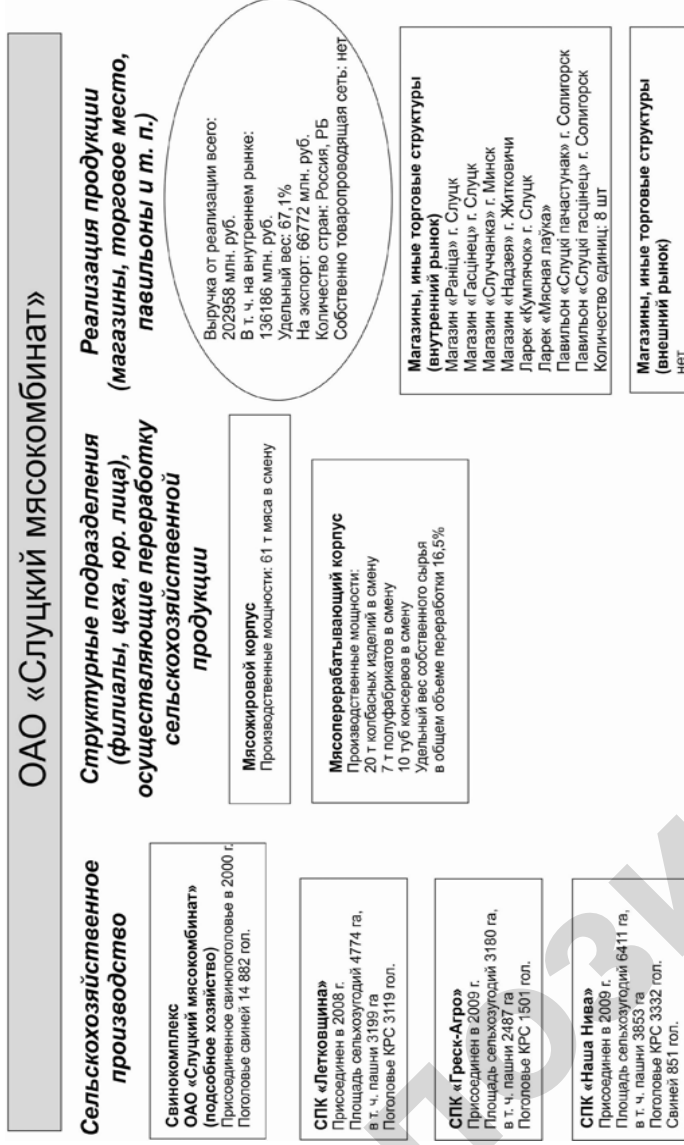 ОАО «Слуцкий мясокомбинат»
Сельскохозяйственное
производство
Свинокомплекс
ОАО «Слуцкий мясокомбинат»
(подсобное хозяйство)
Присоединенное свинопоголовье в 2000 г.
Поголовье свиней 14 882 гол.
СПК «Летковщина»
Присоединен в 2008 г.
Площадь сельхозугодий 4774 га,
в т. ч. пашни 3199 га
Поголовье КРС 3119 гол.
СПК «Греск-Агро»
Присоединен в 2009 г.
Площадь сельхозугодий 3180 га,
в т. ч. пашни 2487 га
Поголовье КРС 1501 гол.
СПК «Наша Нива»
Присоединен в 2009 г.
Площадь сельхозугодий 6411 га,
в т. ч. пашни 3853 га
Поголовье КРС 3332 гол.
Свиней 851 гол.
Структурные подразделения
(филиалы, цеха, юр. лица),
осуществляющие переработку
сельскохозяйственной
продукции
Мясожировой корпус
Производственные мощности: 61 т мяса в смену
Мясоперерабатывающий корпус
Производственные мощности:
20 т колбасных изделий в смену
7 т полуфабрикатов в смену
10 туб консервов в смену
Удельный вес собственного сырья
в общем объеме переработки 16,5%
Реализация продукции
(магазины, торговое место,
павильоны и т. п.)
Выручка от реализации всего:
202958 млн. руб.
В т. ч. на внутреннем рынке:
136186 млн. руб.
Удельный вес: 67,1%
На экспорт: 66772 млн. руб.
Количество стран: Россия, РБ
Собственно товаропроводящая сеть: нет
Магазины, иные торговые структуры
(внутренний рынок)
Магазин «Раніца» г. Слуцк
Магазин «Гасцінец» г. Слуцк
Магазин «Случчанка» г. Минск
Магазин «Надзея» г. Житковичи
Ларек «Кумпячок» г. Слуцк
Ларек «Мясная лаўка»
Павильон «Слуцкі пачастунак» г. Солигорск
Павильон «Слуцкі гасцінец» г. Солигорск
Количество единиц: 8 шт
Магазины, иные торговые структуры
(внешний рынок)
нет